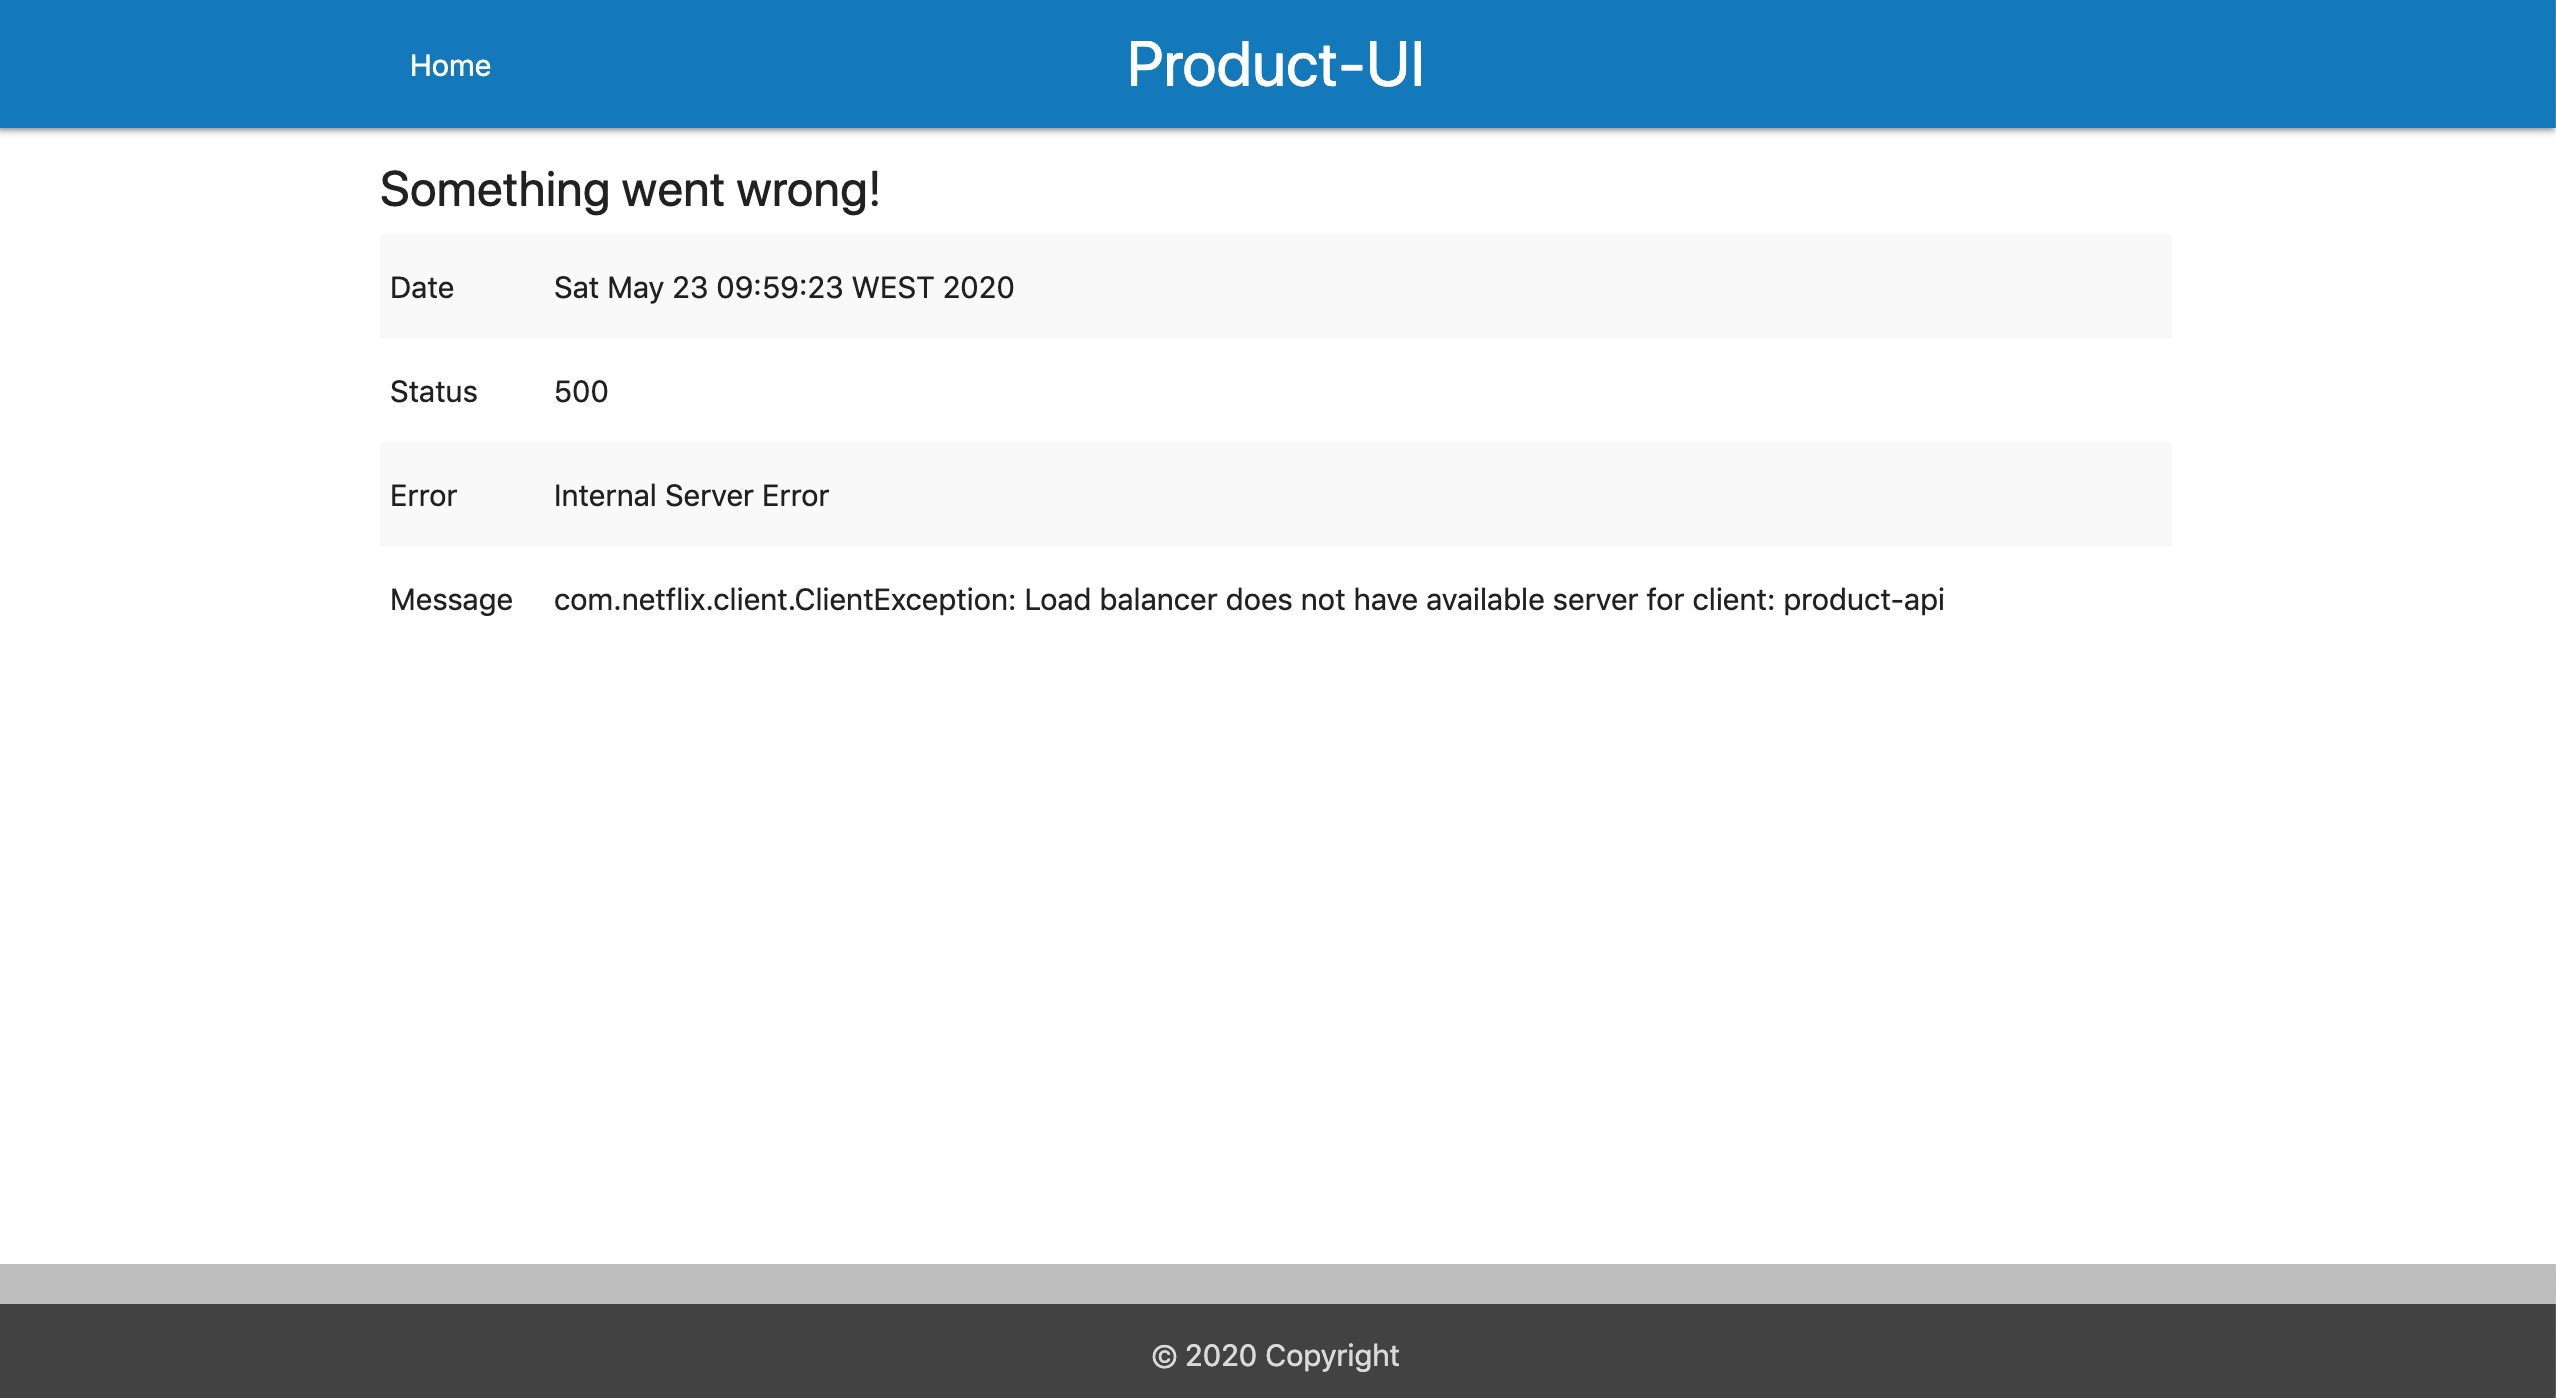 Home
Product-UI
Something went wrong!
Date Sat May 23 09:59:23 WEST 2020
Status 500
Error Internal Server Error
Message com.netflix.client.ClientException: Load balancer does not have available server for client: product-api
© 2020 Copyright